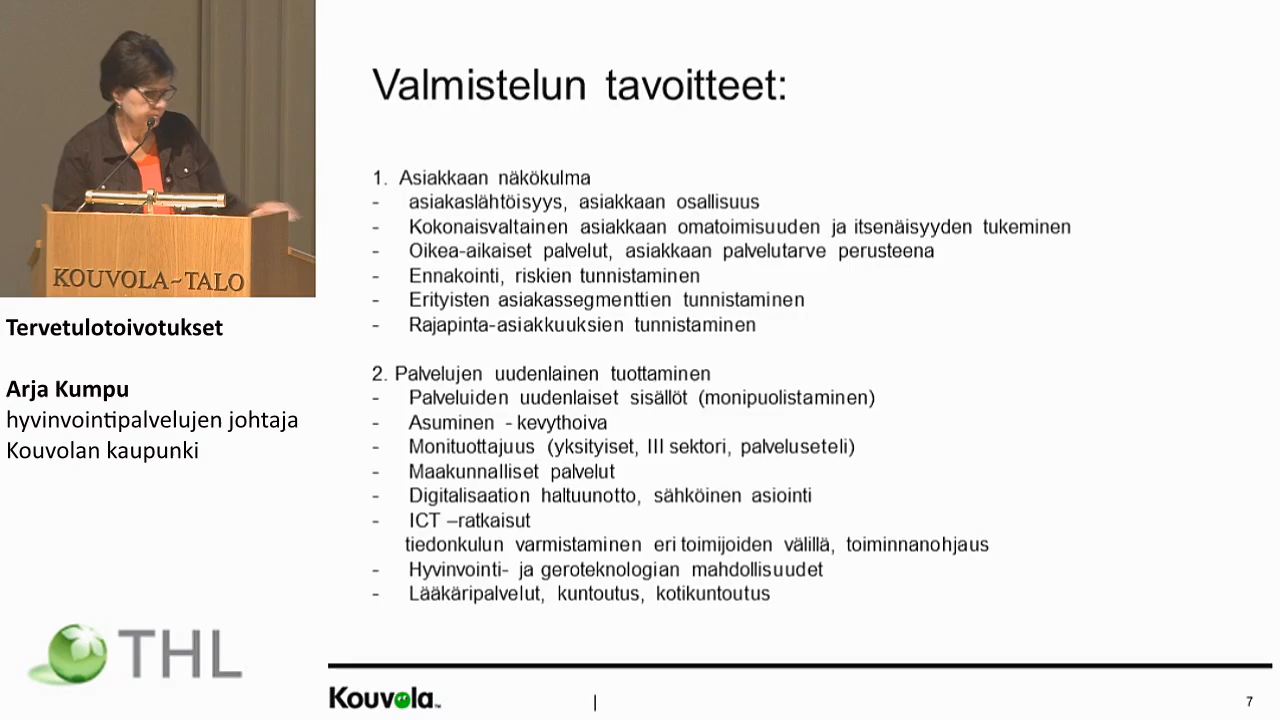 KOUVOLA~TALO
Tervetulotoivotukset
Arja Kumpu
hyvinvointipalvelujen johtaja
Kouvolan kaupunki
THL
Valmistelun tavoitteet:
1. Asiakkaan näkökulma
- asiakaslähtöisyys, asiakkaan osallisuus
- Kokonaisvaltainen asiakkaan omatoimisuuden ja itsenäisyyden tukeminen
- Oikea-aikaiset palvelut, asiakkaan palvelutarve perusteena
- Ennakointi, riskien tunnistaminen
- Erityisten asiakassegmenttien tunnistaminen
- Rajapinta-asiakkuuksien tunnistaminen
2. Palvelujen uudenlainen tuottaminen
- Palveluiden uudenlaiset sisällöt (monipuolistaminen)
- Asuminen - kevythoiva
- Monituottajuus (yksityiset, III sektori, palveluseteli)
- Maakunnalliset palvelut
- Digitalisaation haltuunotto, sähköinen asiointi
- ICT –ratkaisut
tiedonkulun varmistaminen eri toimijoiden välillä, toiminnanohjaus
- Hyvinvointi- ja geroteknologian mahdollisuudet
- Lääkäripalvelut, kuntoutus, kotikuntoutus
Kouvola™
|
7